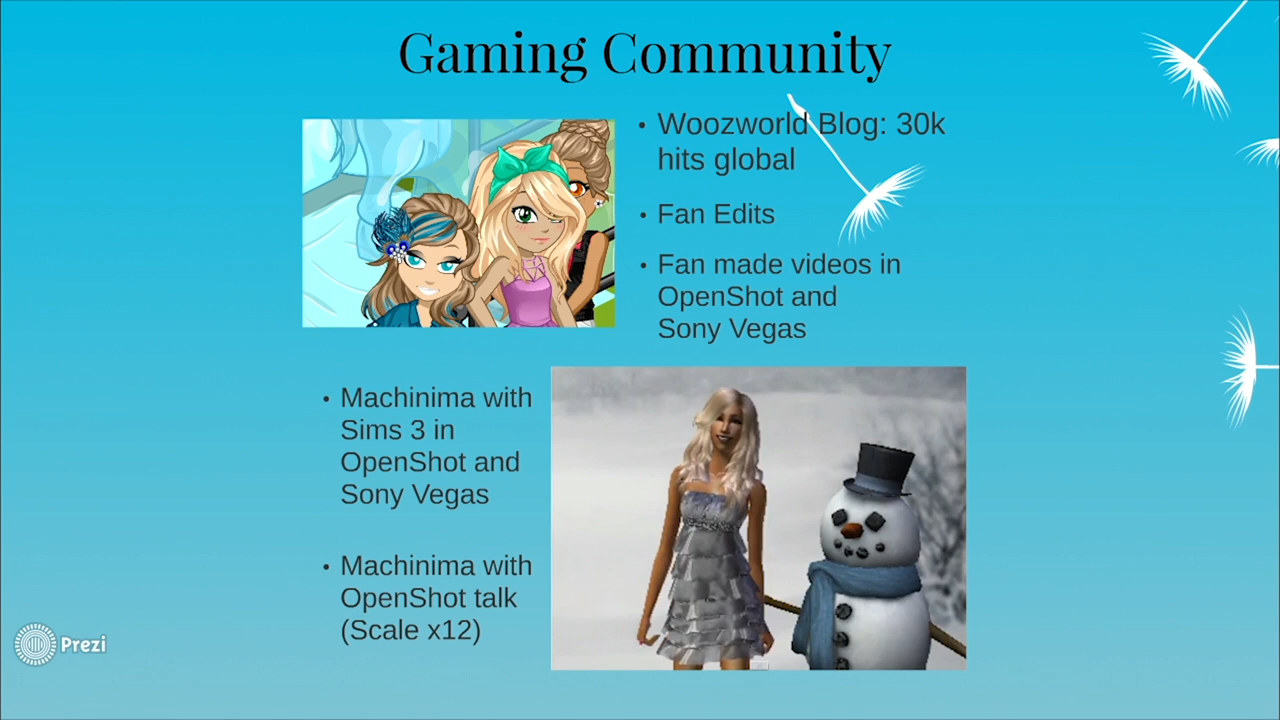 Gaming Community
• Woozworld Blog: 30k
hits global
• Fan Edits
• Fan made videos in
OpenShot and
Sony Vegas
• Machinima with
Sims 3 in
OpenShot and
Sony Vegas
• Machinima with
OpenShot talk
(Scale x12)
Prezi